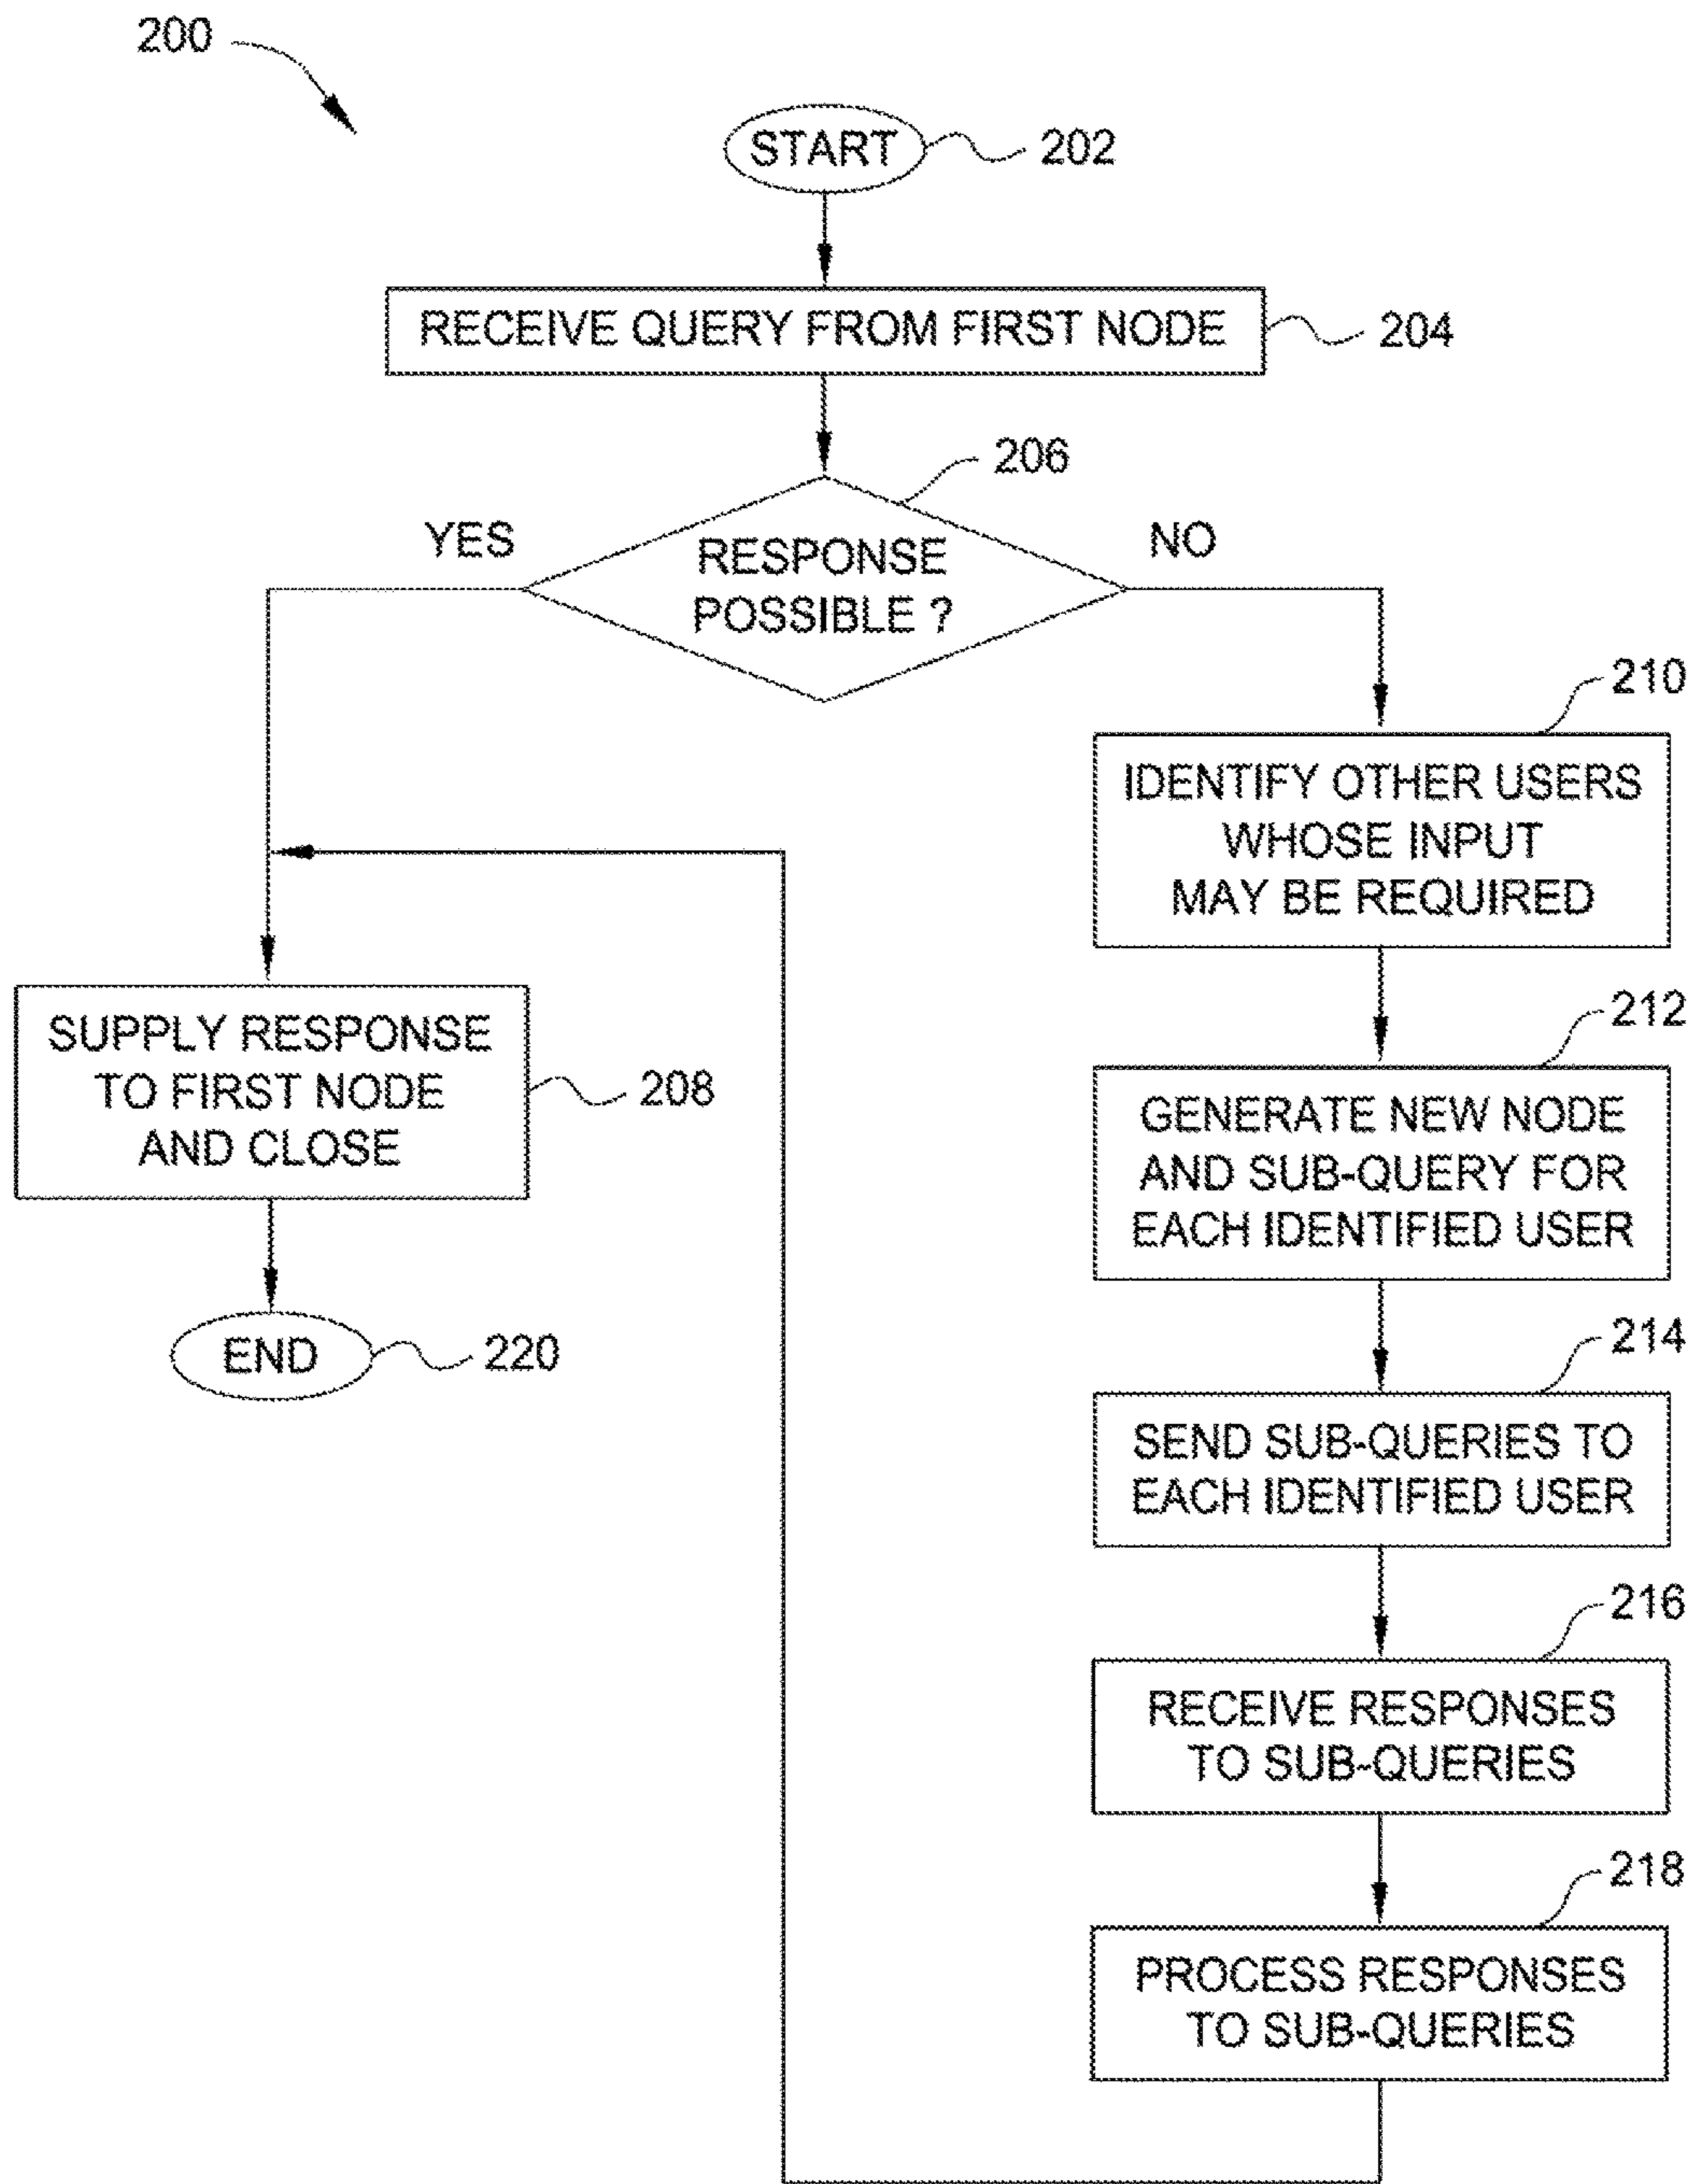 200
START
202
RECEIVE QUERY FROM FIRST NODE
204
206
YES
RESPONSE
POSSIBLE ?
NO
210
IDENTIFY OTHER USERS
WHOSE INPUT
MAY BE REQUIRED
SUPPLY RESPONSE
TO FIRST NODE
AND CLOSE
208
212
GENERATE NEW NODE
AND SUB-QUERY FOR
EACH IDENTIFIED USER
END
220
214
SEND SUB-QUERIES TO
EACH IDENTIFIED USER
216
RECEIVE RESPONSES
TO SUB-QUERIES
218
PROCESS RESPONSES
TO SUB-QUERIES